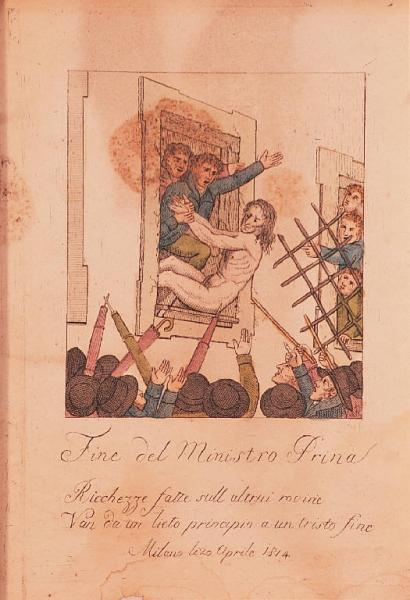 Fine del Ministro Prina
Ricchezze fatte sull altrui rovine
Van da un lieto principio a un tristo fine
Milano li 20 Aprile 1814